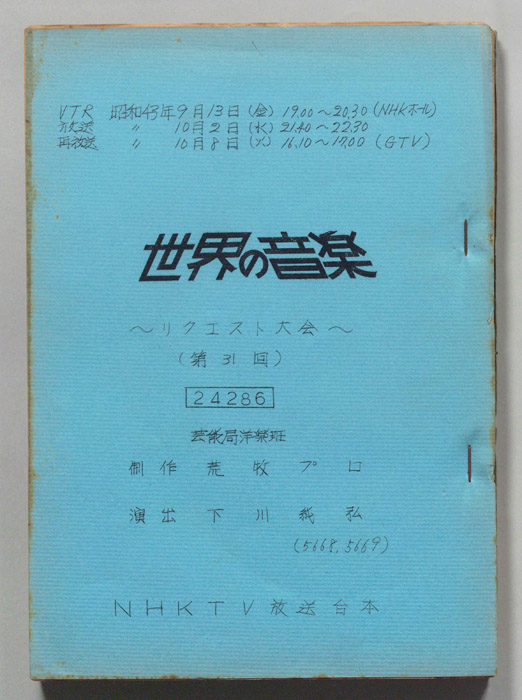 VTR 昭和43年9月13日(金) 19.00～20.30(NHKホール)
放送 〃 10月2日(水) 21.40～22.30
再放送 〃 10月8日(火) 16.10～17.00 (GTV)
世界の音楽
～リクエスト大会～
(第31回)
24286
芸能局洋楽班
制作 荒牧プロ
演出 下川 弘
(5668, 5669)
NHKTV放送台本